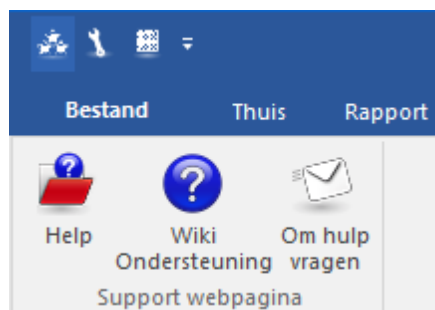 Bestand Thuis Rapport
Help Wiki Om hulp
Ondersteuning vragen
Support webpagina